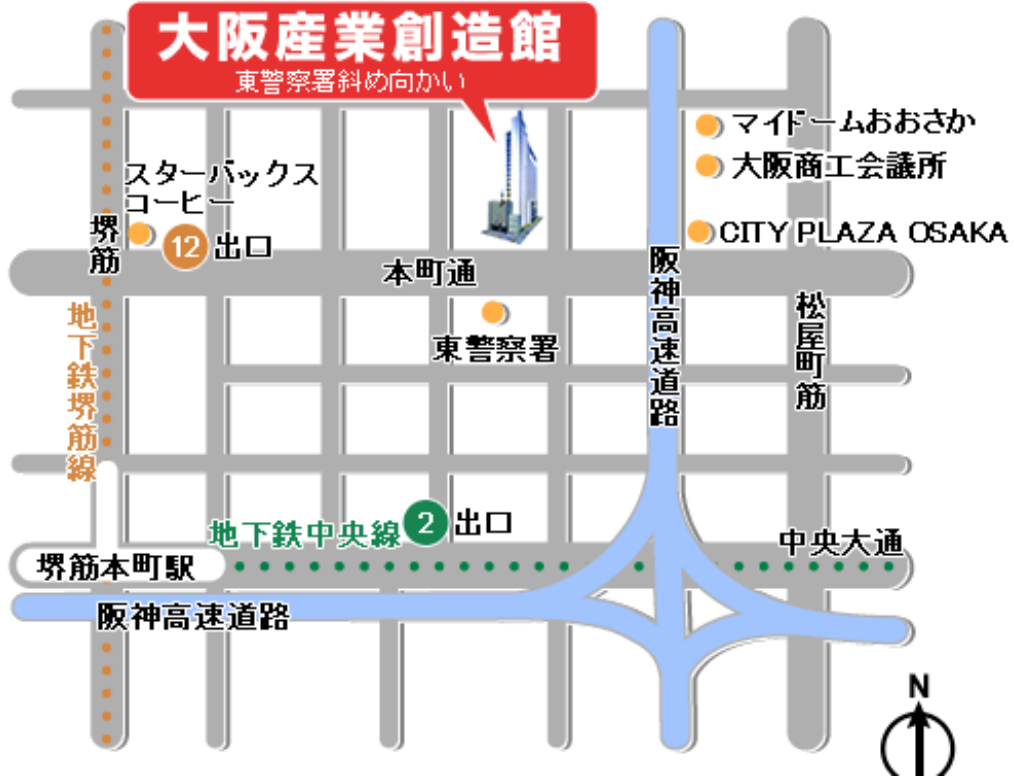 大阪産業創造館
東警察署斜め向かい
マイドームおおさか
大阪商工会議所
スターバックス
コーヒー
12 出口
CITY PLAZA OSAKA
堺筋
本町通
阪神高速道路
松屋町筋
東警察署
地下鉄堺筋線
地下鉄中央線 2 出口
中央大通
堺筋本町駅
阪神高速道路
N